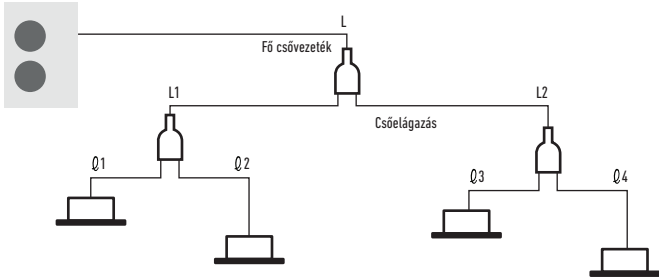 L
Fő csővezeték
L1
L2
Csőelágazás
ℓ1
ℓ2
ℓ3
ℓ4